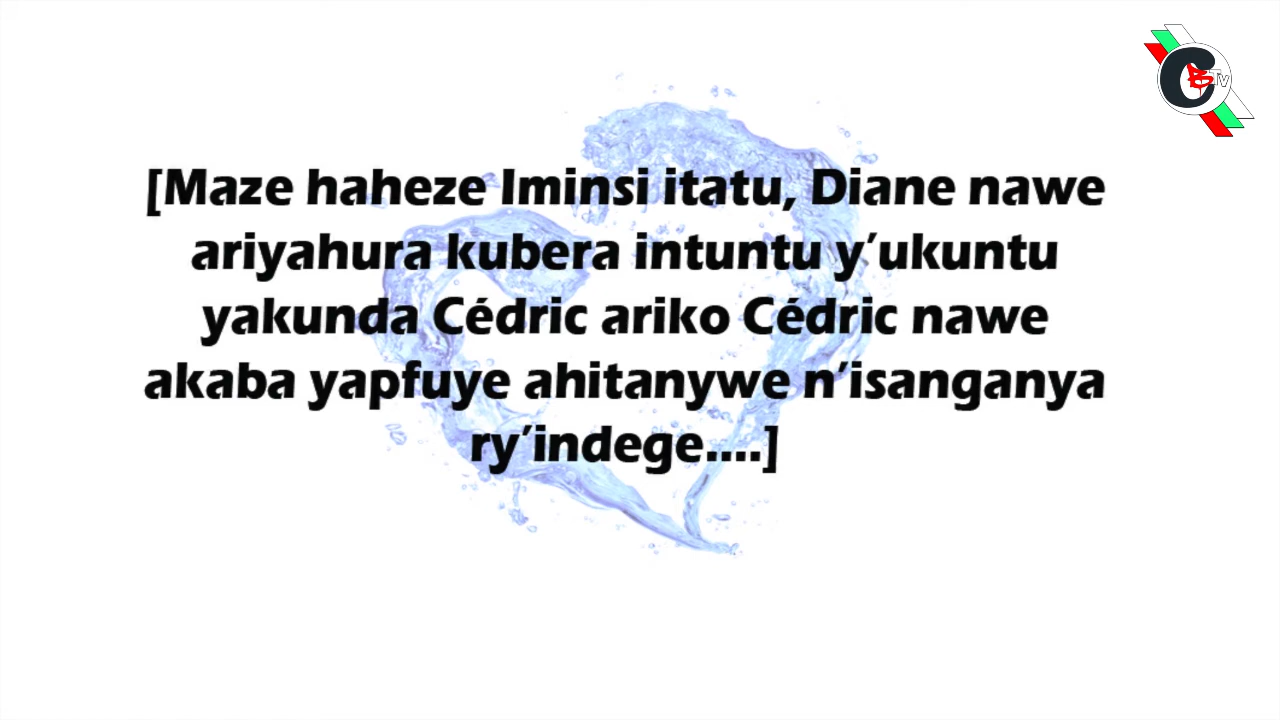 [Maze haheze Iminsi itatu, Diane nawe
ariyahura kubera intuntu y'ukuntu
yakunda Cédric ariko Cédric nawe
akaba yapfuye ahitanywe n'isanganya
ry'indege....]
CBTv